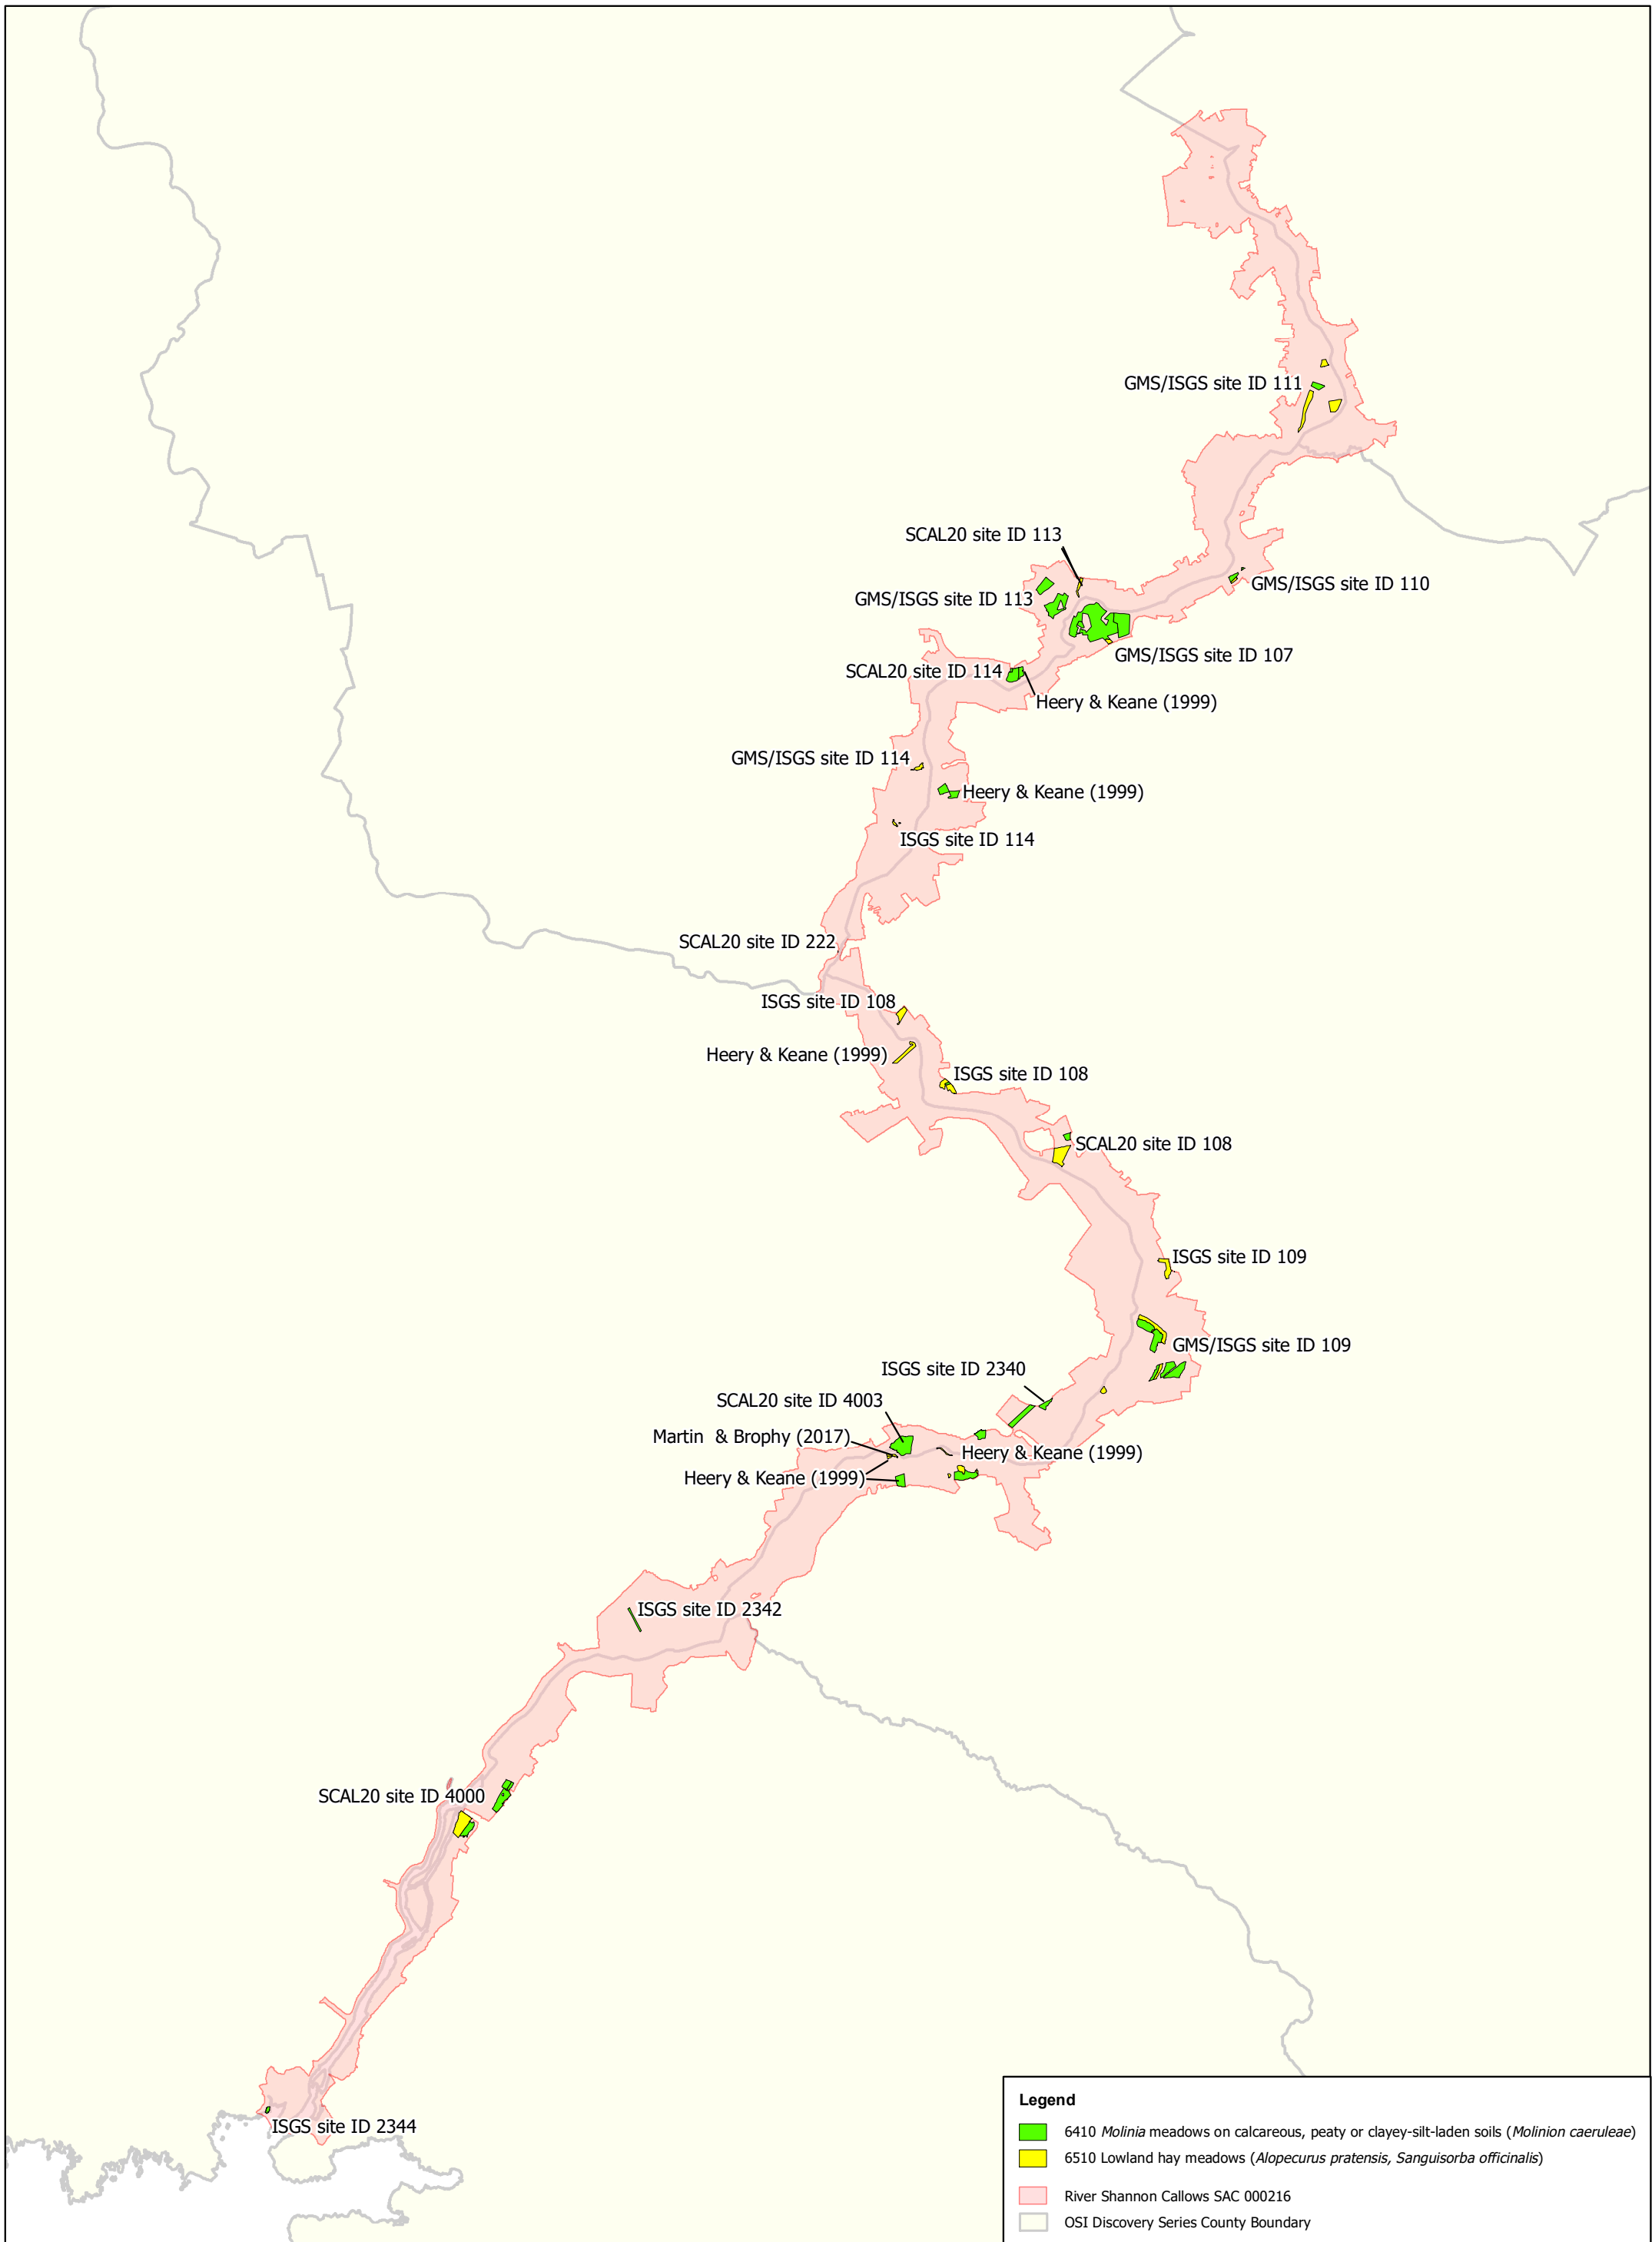 GMS/ISGS site ID 111
SCAL20 site ID 113
GMS/ISGS site ID 110
GMS/ISGS site ID 113
GMS/ISGS site ID 107
SCAL20 site ID 114
Heery & Keane (1999)
GMS/ISGS site ID 114
Heery & Keane (1999)
ISGS site ID 114
SCAL20 site ID 222
ISGS site ID 108
Heery & Keane (1999)
ISGS site ID 108
SCAL20 site ID 108
ISGS site ID 109
GMS/ISGS site ID 109
ISGS site ID 2340
SCAL20 site ID 4003
Martin & Brophy (2017)
Heery & Keane (1999)
Heery & Keane (1999)
ISGS site ID 2342
SCAL20 site ID 4000
ISGS site ID 2344
Legend
6410 Molinia meadows on calcareous, peaty or clayey-silt-laden soils (Molinion caeruleae)
6510 Lowland hay meadows (Alopecurus pratensis, Sanguisorba officinalis)
River Shannon Callows SAC 000216
OSI Discovery Series County Boundary